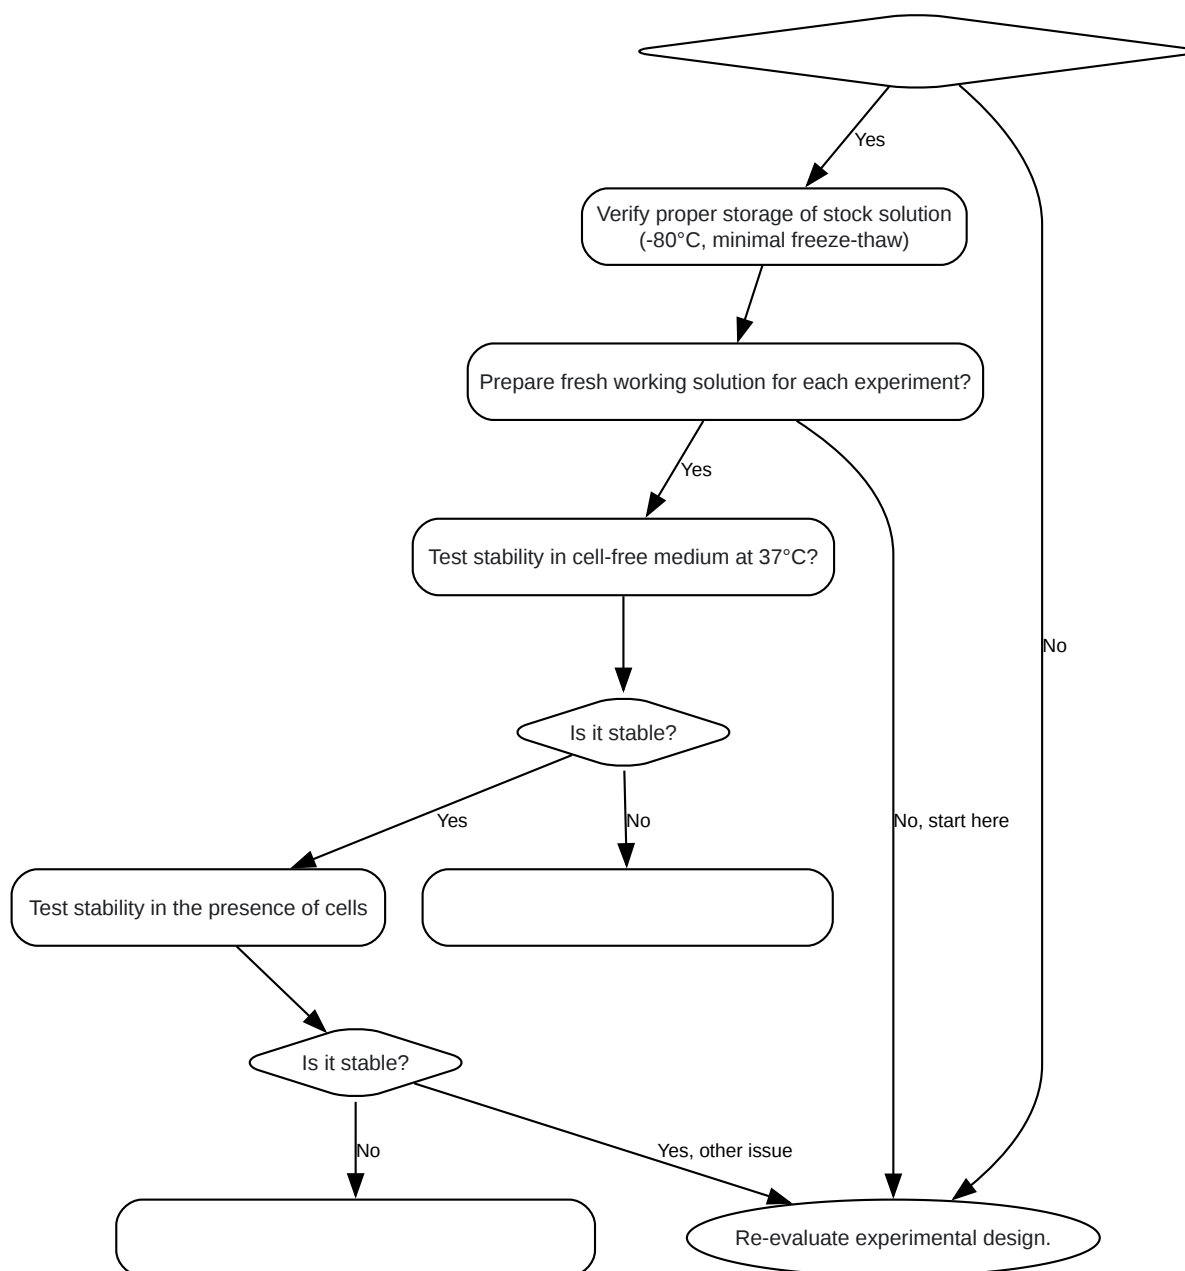 Yes
Verify proper storage of stock solution
(-80°C, minimal freeze-thaw)
Prepare fresh working solution for each experiment?
Yes
Test stability in cell-free medium at 37°C?
No
Is it stable?
Yes
No
No, start here
Test stability in the presence of cells
Is it stable?
No
Yes, other issue
Re-evaluate experimental design.